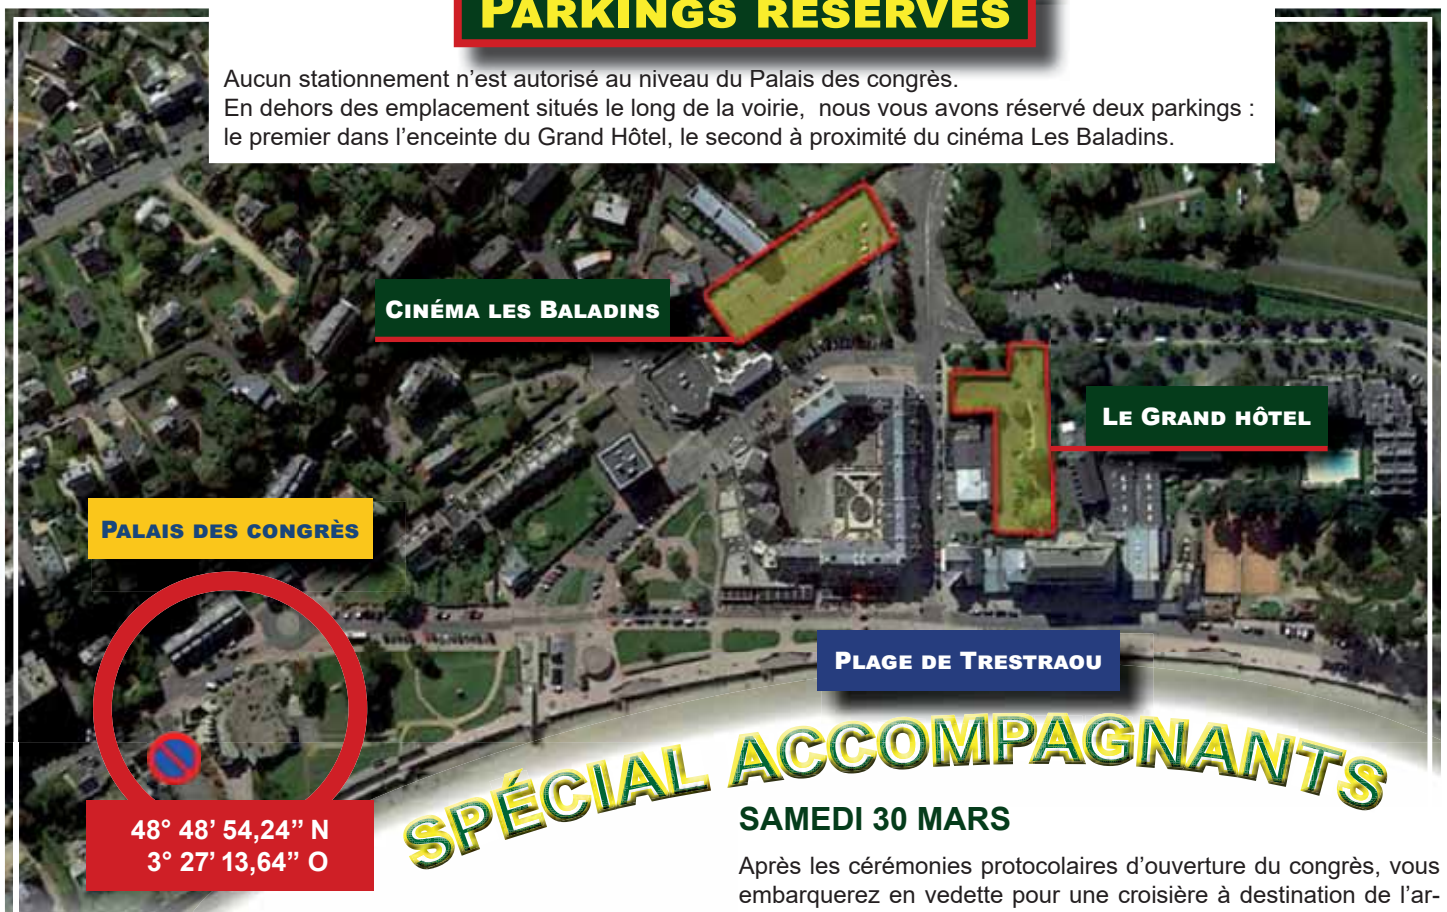 PARKINGS RÉSERVÉS
Aucun stationnement n’est autorisé au niveau du Palais des congrès.
En dehors des emplacement situés le long de la voirie, nous vous avons réservé deux parkings :
le premier dans l’enceinte du Grand Hôtel, le second à proximité du cinéma Les Baladins.
CINÉMA LES BALADINS
LE GRAND HÔTEL
PALAIS DES CONGRÈS
PLAGE DE TRESTRAOU
48° 48’ 54,24” N
3° 27’ 13,64” O
SPÉCIAL ACCOMPAGNANTS
SAMEDI 30 MARS
Après les cérémonies protocolaires d’ouverture du congrès, vous
embarquerez en vedette pour une croisière à destination de l’ar-